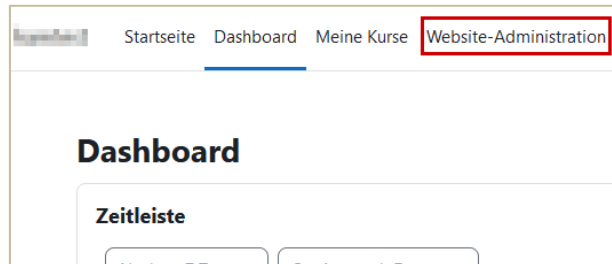 Startseite Dashboard Meine Kurse Website-Administration
Dashboard
Zeitleiste